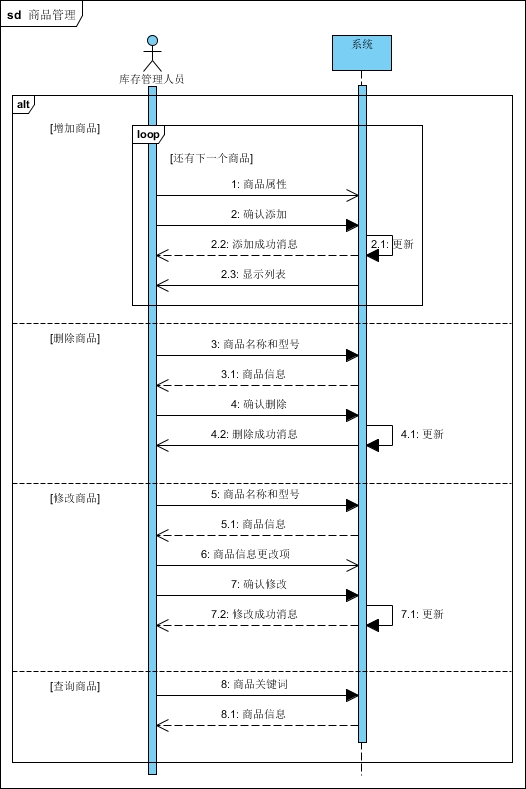 sd 商品管理
系统
库存管理人员
alt
[增加商品]
loop
[还有下一个商品]
1: 商品属性
2: 确认添加
2.2: 添加成功消息
2.1: 更新
2.3: 显示列表
[删除商品]
3: 商品名称和型号
3.1: 商品信息
4: 确认删除
4.2: 删除成功消息
4.1: 更新
[修改商品]
5: 商品名称和型号
5.1: 商品信息
6: 商品信息更改项
7: 确认修改
7.2: 修改成功消息
7.1: 更新
[查询商品]
8: 商品关键词
8.1: 商品信息